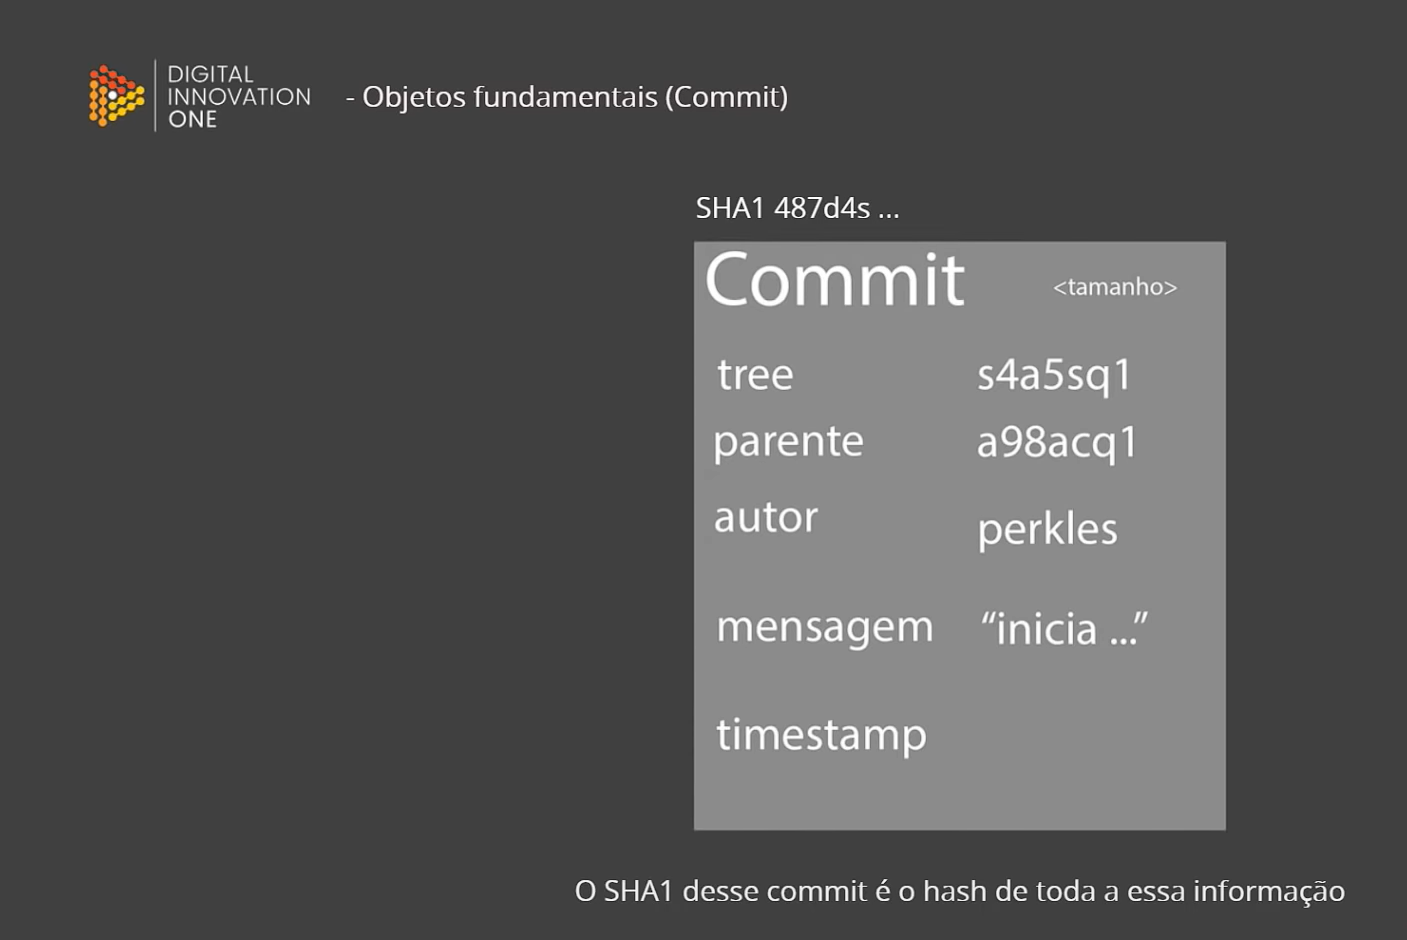 DIGITAL
INNOVATION
ONE
- Objetos fundamentais (Commit)
SHA1 487d4s ...
Commit <tamanho>
tree s4a5sq1
parente a98acq1
autor perkles
mensagem “inicia ...”
timestamp
O SHA1 desse commit é o hash de toda a essa informação